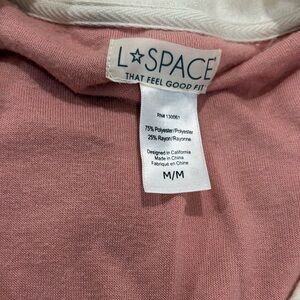 L☆SPACE
THAT FEEL GOOD FIT
RN# 130061
75% Polyester/Polyester
25% Rayon/Rayonne
Designed in California
Made in China
Fabriqué en Chine
M/M